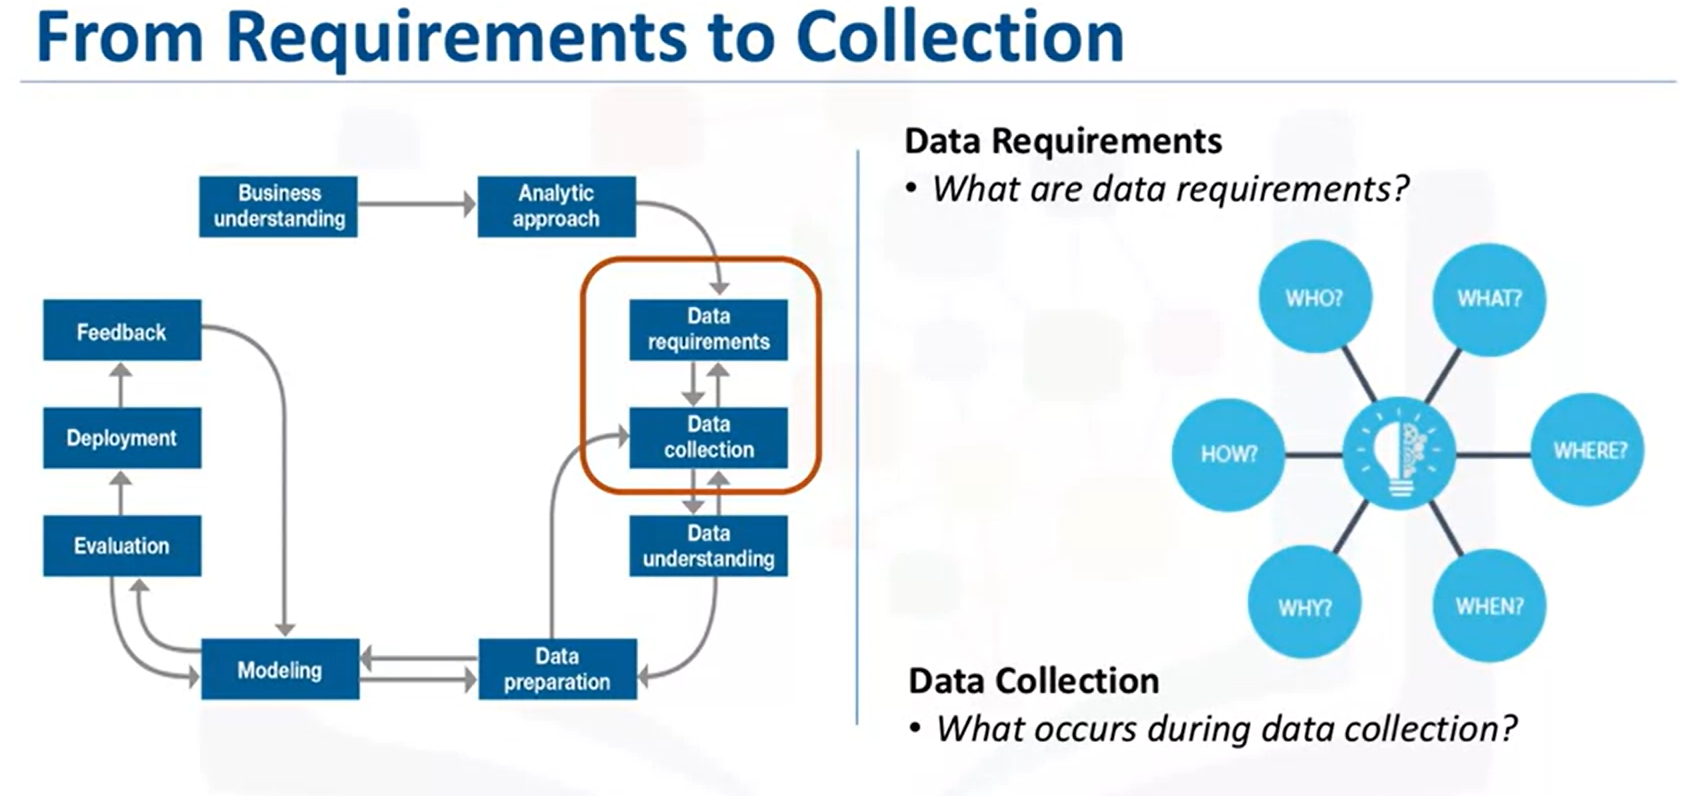 From Requirements to Collection
Business
understanding
Analytic
approach
Data
requirements
Data
collection
Data
understanding
Data
preparation
Modeling
Evaluation
Deployment
Feedback
Data Requirements
• What are data requirements?
WHO?
WHAT?
HOW?
WHERE?
WHY?
WHEN?
Data Collection
• What occurs during data collection?